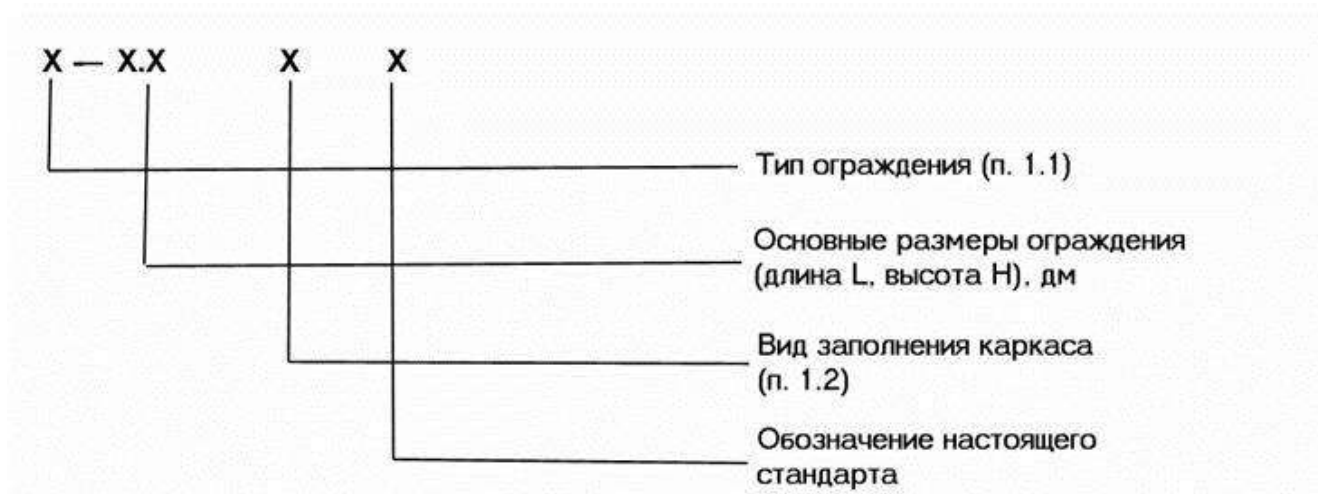 X — X.X X X
Тип ограждения (п. 1.1)
Основные размеры ограждения
(длина L, высота H), дм
Вид заполнения каркаса
(п. 1.2)
Обозначение настоящего
стандарта